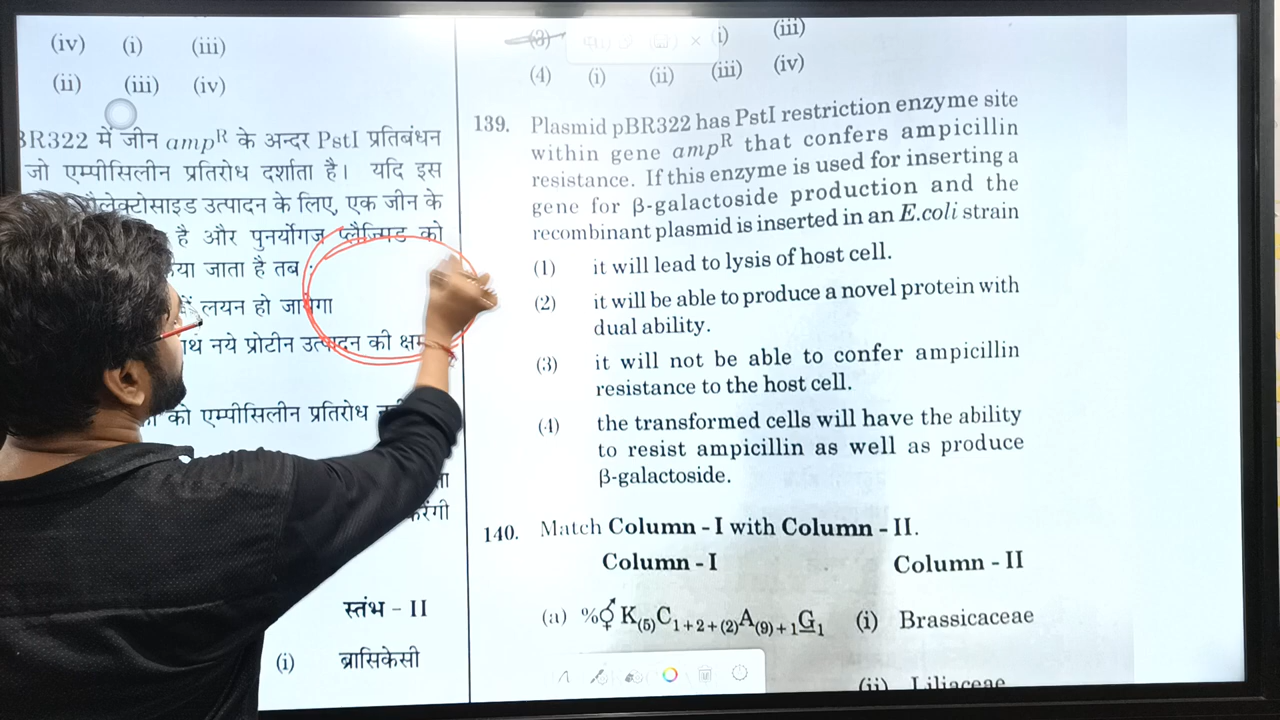 (iv) (i) (iii)
(ii) (iii) (iv)
BR322 में जीन ampᴿ के अन्दर PstI प्रतिबंधन
जो एम्पीसिलीन प्रतिरोध दर्शाता है। यदि इस
उत्पादन के लिए, एक जीन के
है और पुनर्योगज प्लैज्मिड को
जाता है तब :
लयन हो जायेगा
नये प्रोटीन उत्पादन की
को एम्पीसिलीन प्रतिरोध
स्तंभ - II
(i) ब्रासिकेसी
(3) (i) (iii)
(4) (i) (ii) (iii) (iv)
139. Plasmid pBR322 has PstI restriction enzyme site
within gene ampᴿ that confers ampicillin
resistance. If this enzyme is used for inserting a
gene for β-galactoside production and the
recombinant plasmid is inserted in an E.coli strain
(1) it will lead to lysis of host cell.
(2) it will be able to produce a novel protein with
dual ability.
(3) it will not be able to confer ampicillin
resistance to the host cell.
(4) the transformed cells will have the ability
to resist ampicillin as well as produce
β-galactoside.
140. Match Column - I with Column - II.
Column - I Column - II
(a) %⚥ K(5)C1+2+(2)A(9)+1G1 (i) Brassicaceae
(ii) Liliaceae